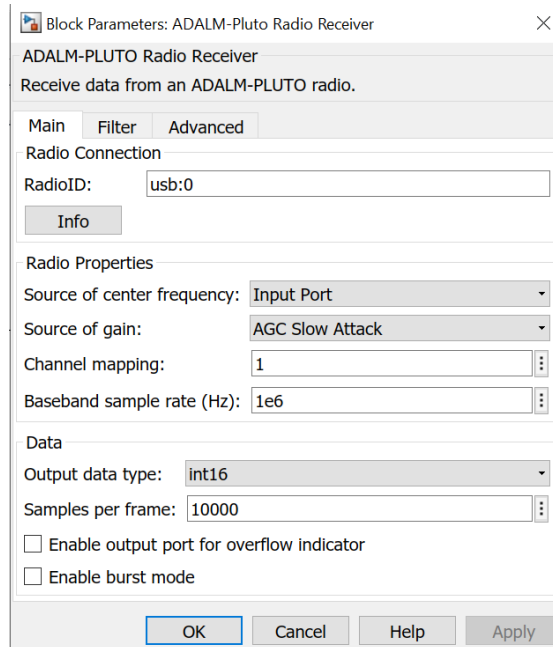 Block Parameters: ADALM-Pluto Radio Receiver
ADALM-PLUTO Radio Receiver
Receive data from an ADALM-PLUTO radio.
Main Filter Advanced
Radio Connection
RadioID: usb:0
Info
Radio Properties
Source of center frequency: Input Port
Source of gain: AGC Slow Attack
Channel mapping: 1
Baseband sample rate (Hz): 1e6
Data
Output data type: int16
Samples per frame: 10000
Enable output port for overflow indicator
Enable burst mode
OK Cancel Help Apply